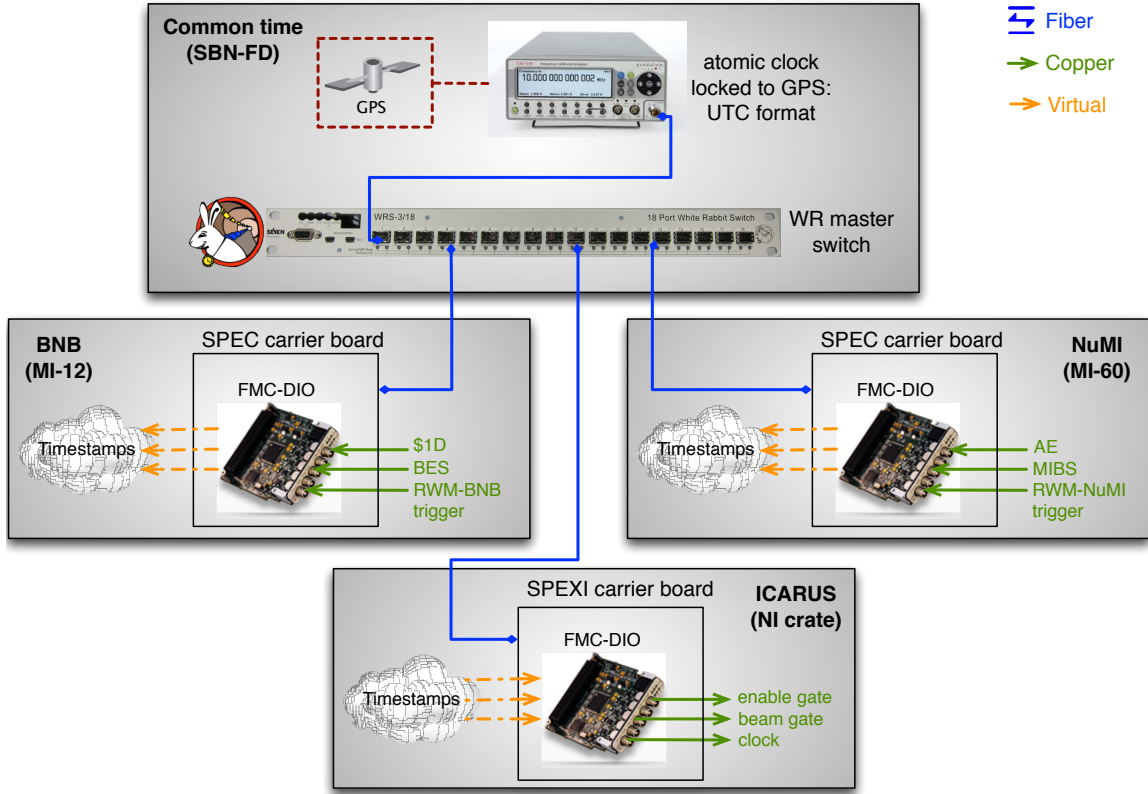 Common time
(SBN-FD)
GPS
10.000 000 000 002 MHz
atomic clock
locked to GPS:
UTC format
Fiber
Copper
Virtual
WRS-3/18
18 Port White Rabbit Switch
WR master
switch
BNB
(MI-12)
SPEC carrier board
FMC-DIO
Timestamps
$1D
BES
RWM-BNB
trigger
SPEC carrier board
NuMI
(MI-60)
FMC-DIO
Timestamps
AE
MIBS
RWM-NuMI
trigger
SPEXI carrier board
ICARUS
(NI crate)
FMC-DIO
Timestamps
enable gate
beam gate
clock